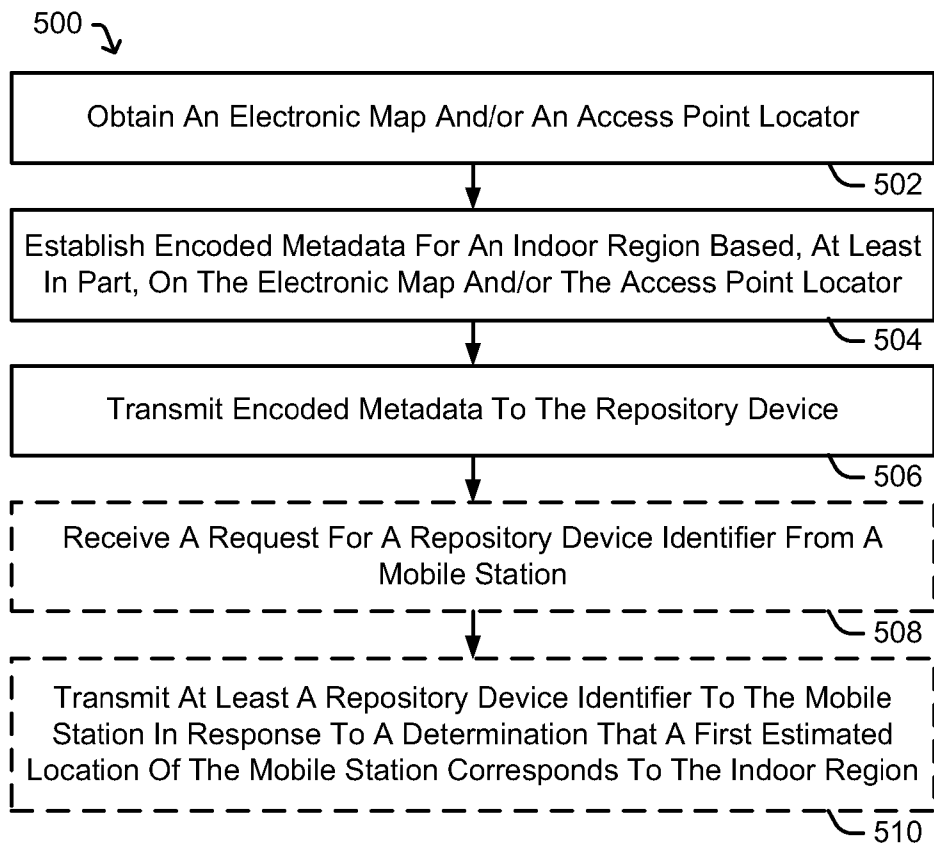 500
Obtain An Electronic Map And/or An Access Point Locator
502
Establish Encoded Metadata For An Indoor Region Based, At Least
In Part, On The Electronic Map And/or The Access Point Locator
504
Transmit Encoded Metadata To The Repository Device
506
Receive A Request For A Repository Device Identifier From A
Mobile Station
508
Transmit At Least A Repository Device Identifier To The Mobile
Station In Response To A Determination That A First Estimated
Location Of The Mobile Station Corresponds To The Indoor Region
510